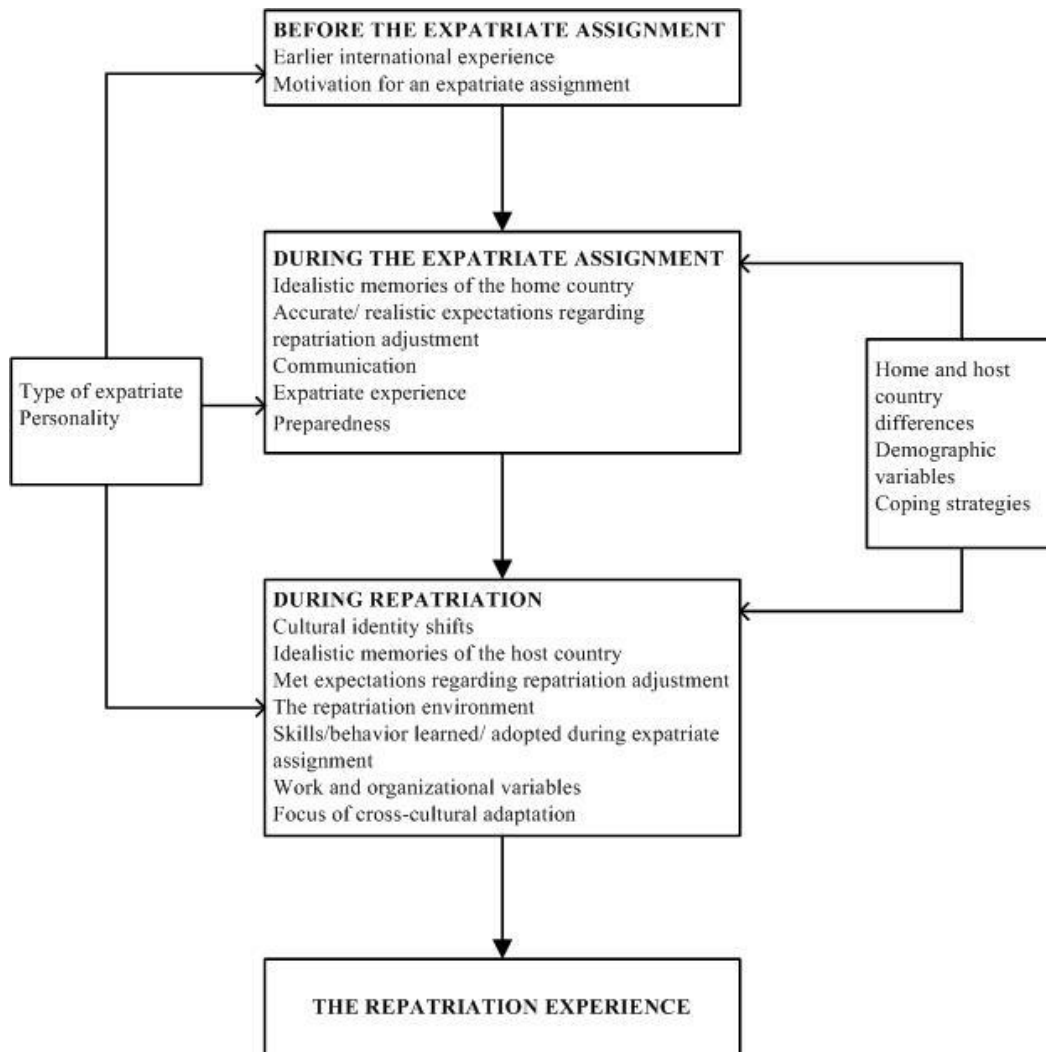 BEFORE THE EXPATRIATE ASSIGNMENT
Earlier international experience
Motivation for an expatriate assignment
DURING THE EXPATRIATE ASSIGNMENT
Idealistic memories of the home country
Accurate/ realistic expectations regarding
repatriation adjustment
Communication
Expatriate experience
Preparedness
Type of expatriate
Personality
Home and host
country
differences
Demographic
variables
Coping strategies
DURING REPATRIATION
Cultural identity shifts
Idealistic memories of the host country
Met expectations regarding repatriation adjustment
The repatriation environment
Skills/behavior learned/ adopted during expatriate
assignment
Work and organizational variables
Focus of cross-cultural adaptation
THE REPATRIATION EXPERIENCE